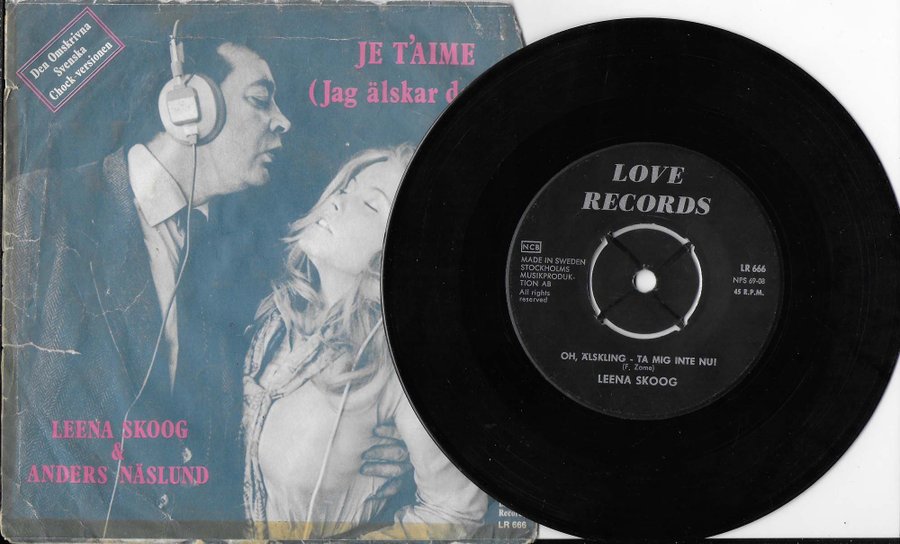 Den Omskrivna
Svenska
Chock-versionen
JE T'AIME
(Jag älskar d
LEENA SKOOG
&
ANDERS NÄSLUND
Record
LR 666
LOVE
RECORDS
NCB
MADE IN SWEDEN
STOCKHOLMS
MUSIKPRODUK-
TION AB
All rights
reserved
LR 666
NFS 69-08
45 R.P.M.
OH, ÄLSKLING - TA MIG INTE NU!
(F. Zome)
LEENA SKOOG